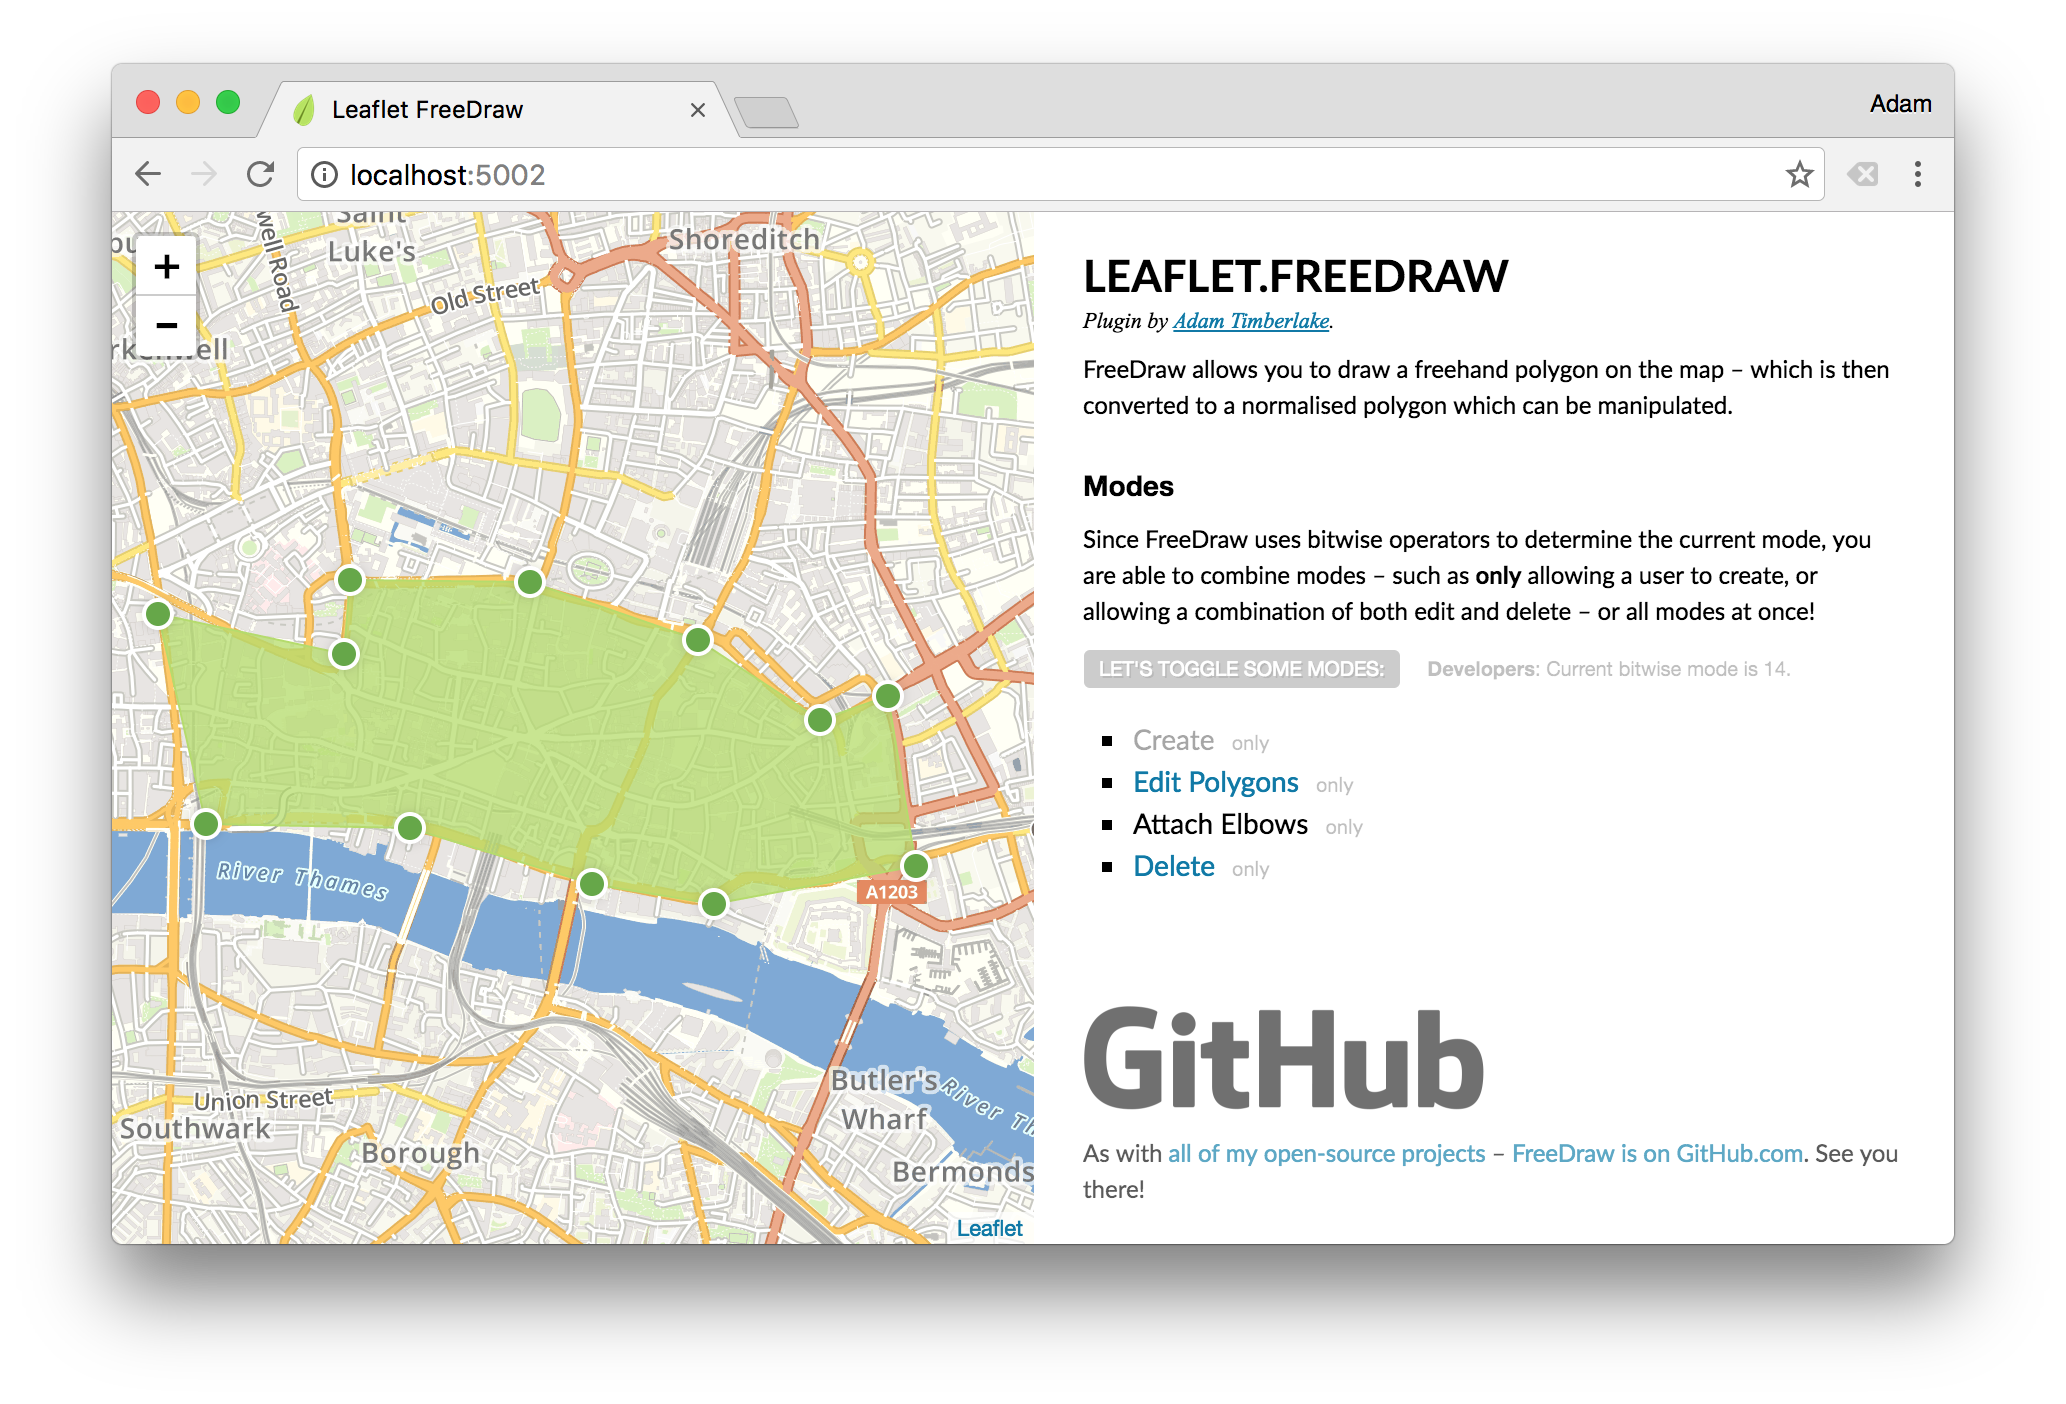 Leaflet FreeDraw
Adam
localhost:5002
Saint
Luke's
Shoreditch
well Road
Old Street
+
−
River Thames
A1203
Butler's
Wharf
River Th
Union Street
Southwark
Borough
Bermonds
Leaflet
LEAFLET.FREEDRAW
Plugin by Adam Timberlake.
FreeDraw allows you to draw a freehand polygon on the map – which is then
converted to a normalised polygon which can be manipulated.
Modes
Since FreeDraw uses bitwise operators to determine the current mode, you
are able to combine modes – such as only allowing a user to create, or
allowing a combination of both edit and delete – or all modes at once!
LET'S TOGGLE SOME MODES: Developers: Current bitwise mode is 14.
Create only
Edit Polygons only
Attach Elbows only
Delete only
GitHub
As with all of my open-source projects – FreeDraw is on GitHub.com. See you
there!